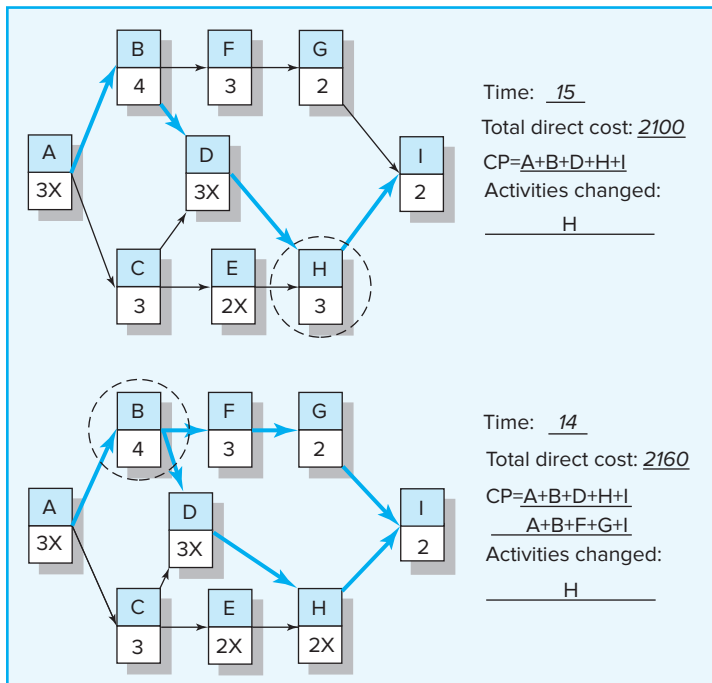 B F G
4 3 2
Time: 15
Total direct cost: 2100
A D I
3X 3X 2
CP=A+B+D+H+I
Activities changed:
H
C E H
3 2X 3
B F G
4 3 2
Time: 14
Total direct cost: 2160
A D I
3X 3X 2
CP=A+B+D+H+I
A+B+F+G+I
Activities changed:
H
C E H
3 2X 2X